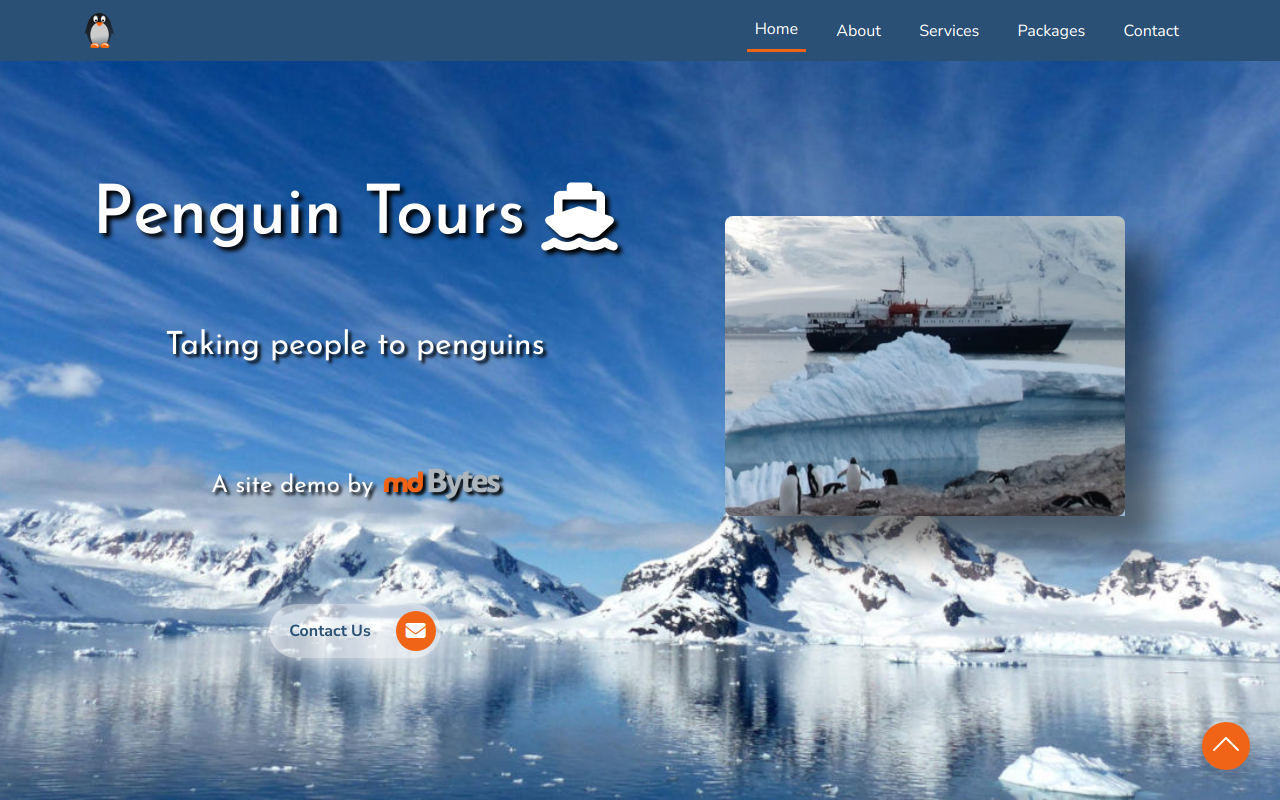 Home About Services Packages Contact
Penguin Tours
Taking people to penguins
A site demo by md Bytes
Contact Us